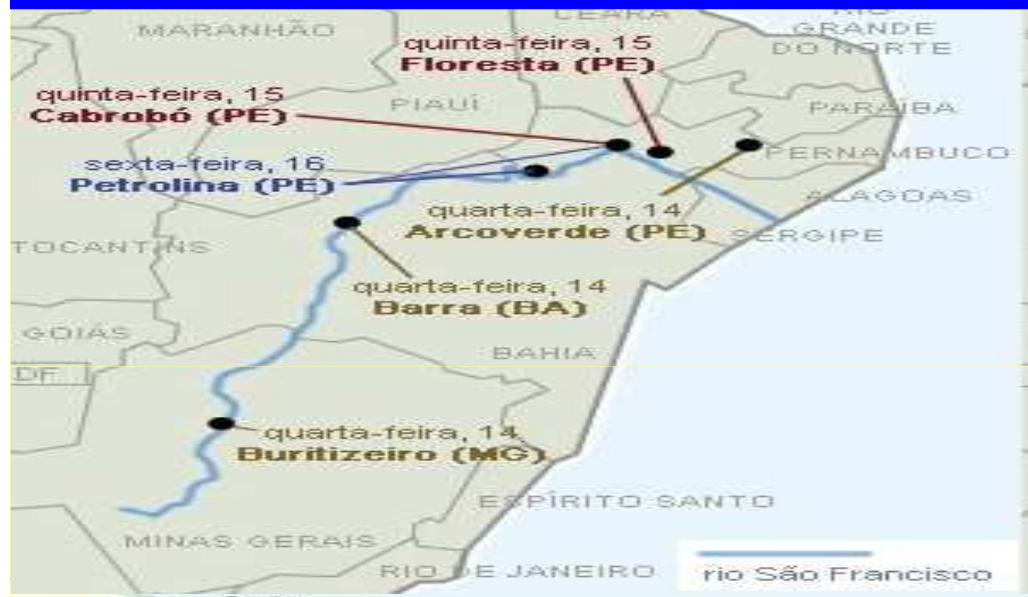 CEARÁ
RIO
MARANHÃO
GRANDE
DO NORTE
quinta-feira, 15
Floresta (PE)
quinta-feira, 15
Cabrobó (PE)
PIAUÍ
PARAÍBA
sexta-feira, 16
Petrolina (PE)
PERNAMBUCO
ALAGOAS
quarta-feira, 14
Arcoverde (PE)
SERGIPE
TOCANTINS
quarta-feira, 14
Barra (BA)
GOIÁS
BAHIA
DF
quarta-feira, 14
Buritizeiro (MG)
ESPÍRITO SANTO
MINAS GERAIS
RIO DE JANEIRO
rio São Francisco